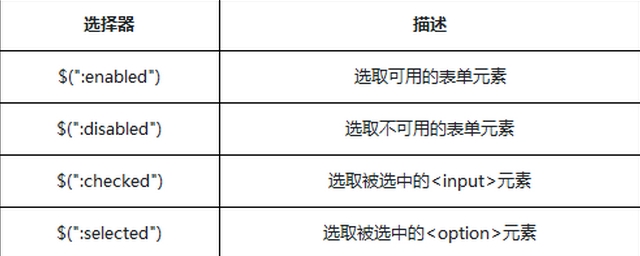 选择器 描述
$(":enabled") 选取可用的表单元素
$(":disabled") 选取不可用的表单元素
$(":checked") 选取被选中的<input>元素
$(":selected") 选取被选中的<option>元素